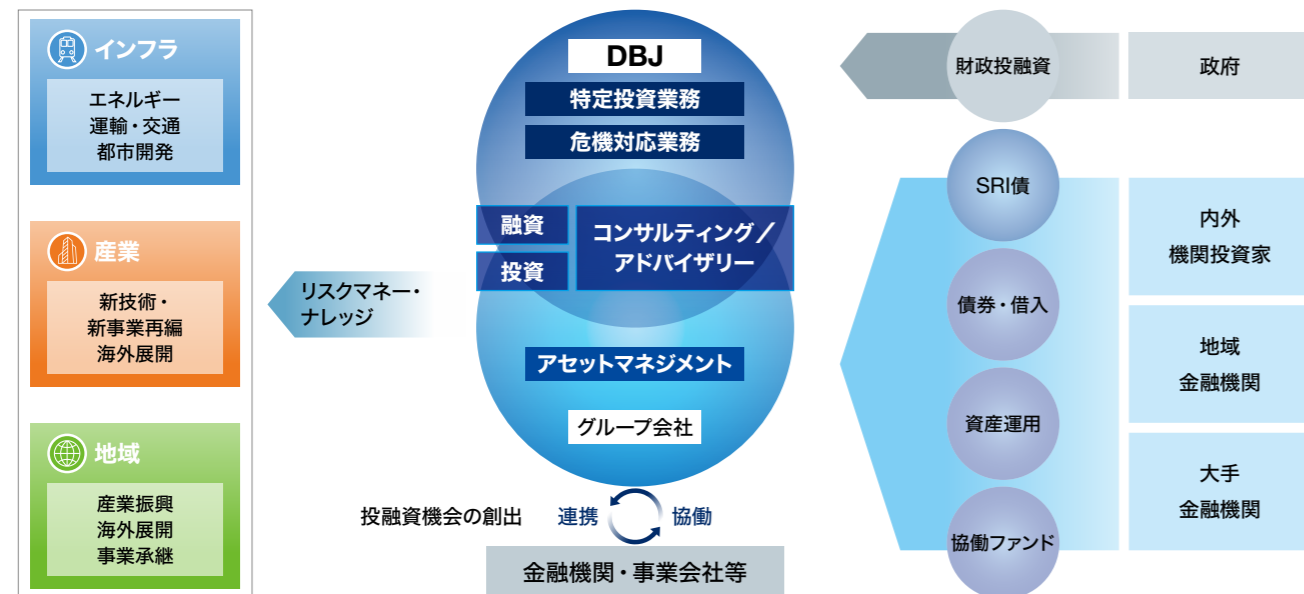 インフラ
エネルギー
運輸・交通
都市開発
産業
新技術・
新事業再編
海外展開
地域
産業振興
海外展開
事業承継
リスクマネー・
ナレッジ
DBJ
特定投資業務
危機対応業務
融資
投資
コンサルティング／
アドバイザリー
アセットマネジメント
グループ会社
投融資機会の創出 連携 協働
金融機関・事業会社等
財政投融資
SRI債
債券・借入
資産運用
協働ファンド
政府
内外
機関投資家
地域
金融機関
大手
金融機関